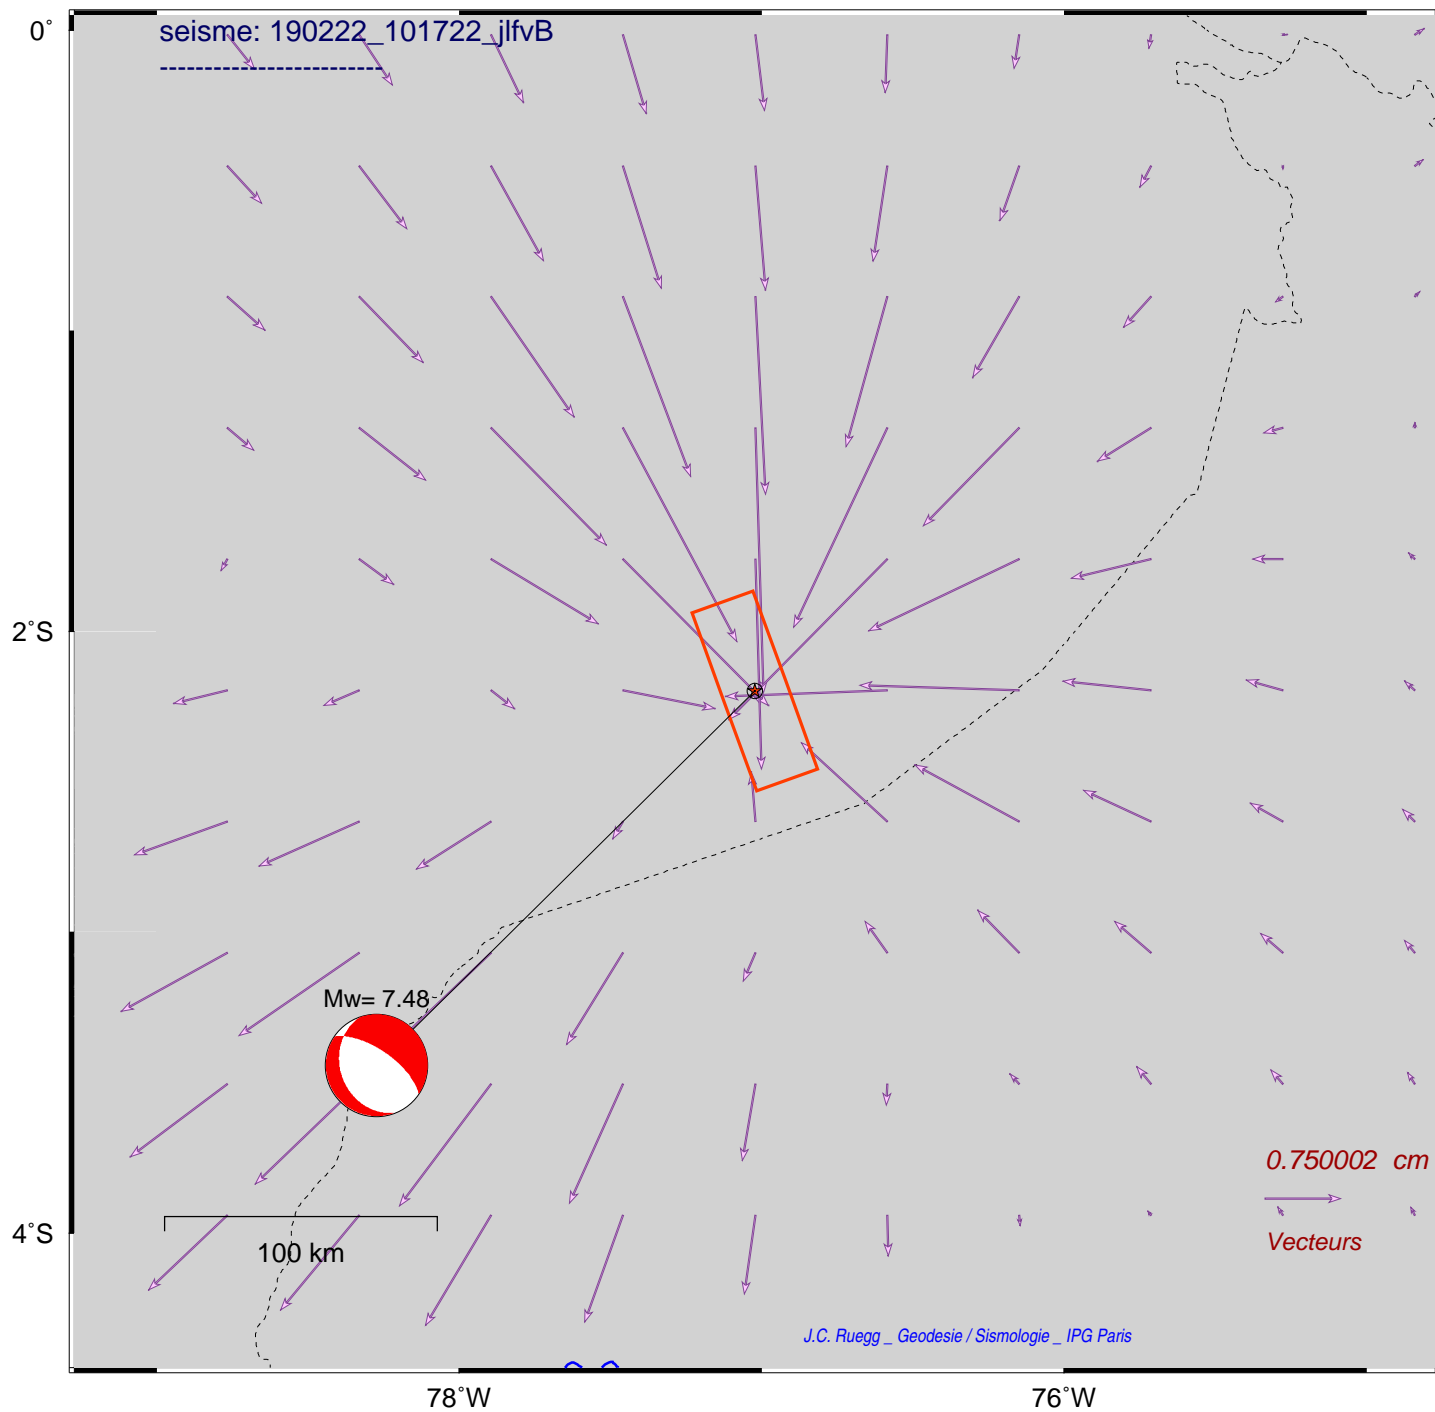 0°
seisme: 190222_101722_jlfvB
2°S
Mw= 7.48
0.750002 cm
4°S
100 km
Vecteurs
J.C. Ruegg _ Geodesie / Sismologie _ IPG Paris
78°W 76°W